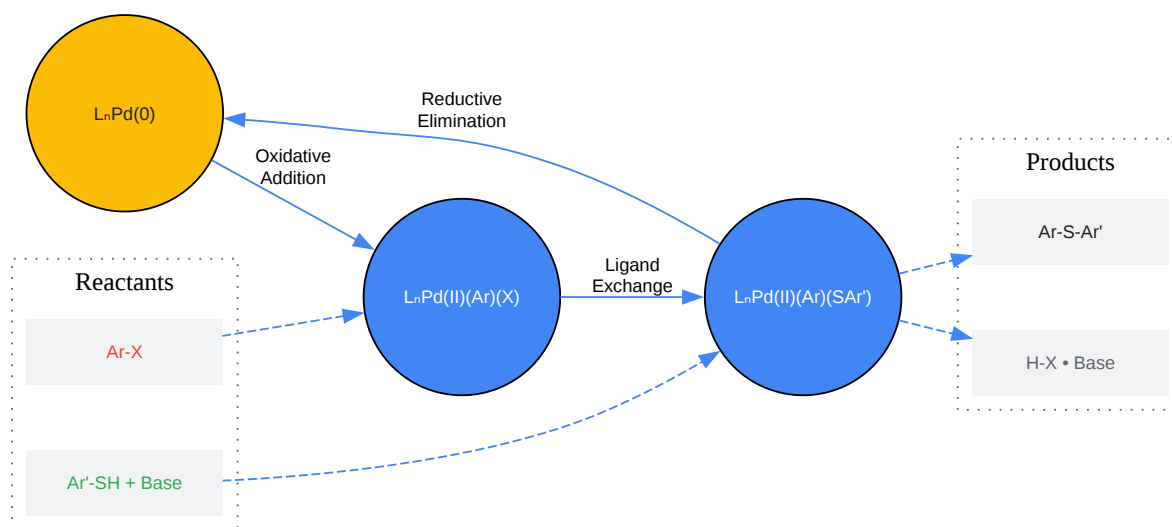 LₙPd(0)
Reductive
Elimination
Oxidative
Addition
Products
Ar-S-Ar'
Reactants
Ligand
Exchange
LₙPd(II)(Ar)(X)
LₙPd(II)(Ar)(SAr')
Ar-X
H-X • Base
Ar'-SH + Base